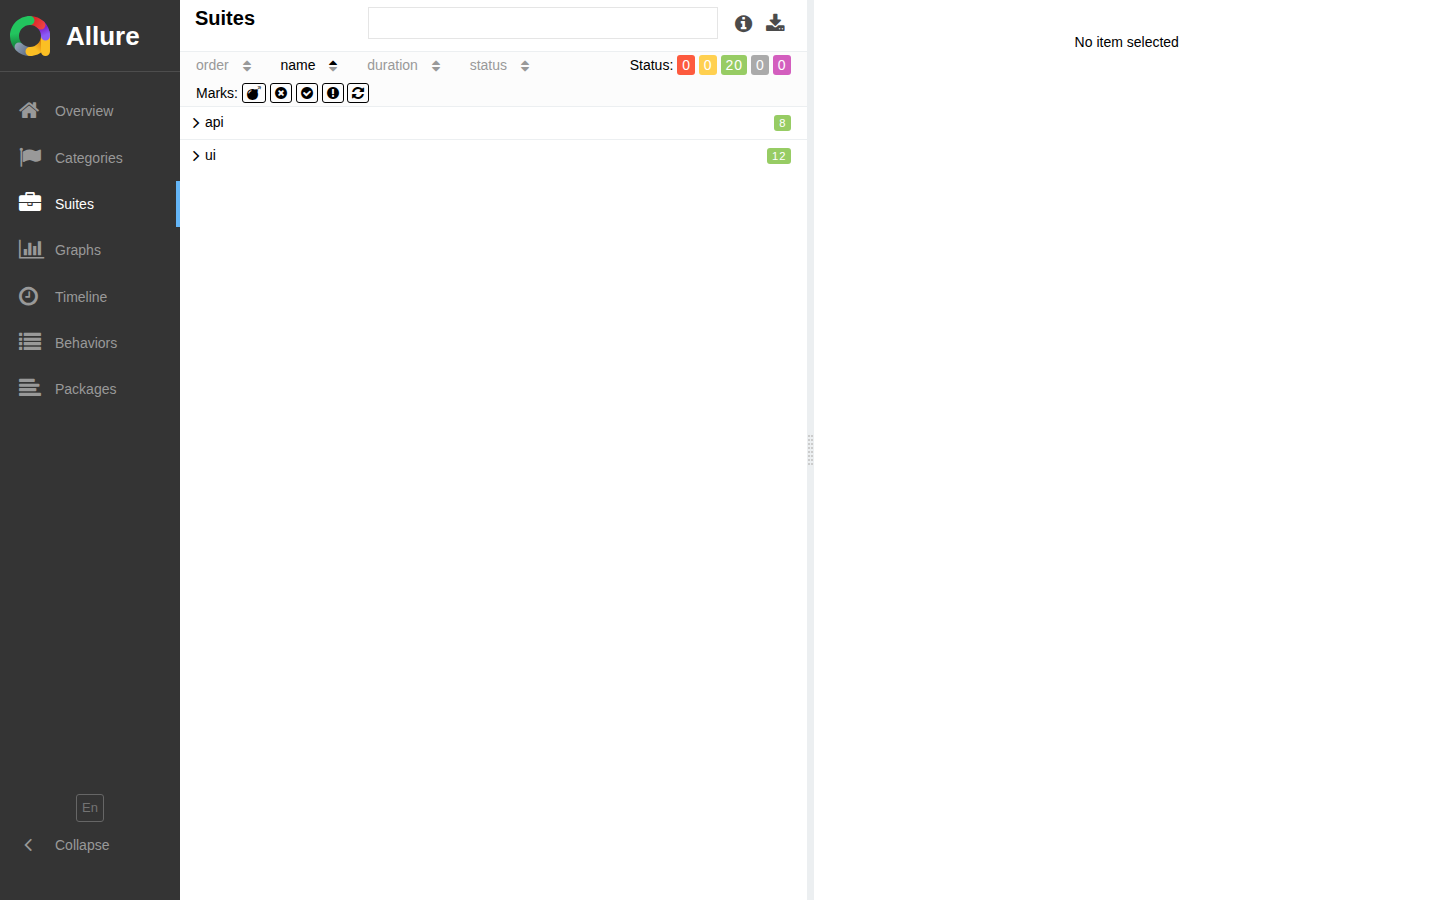 Allure
Overview
Categories
Suites
Graphs
Timeline
Behaviors
Packages
En
Collapse
Suites
order name duration status Status: 0 0 20 0 0
Marks:
api 8
ui 12
No item selected